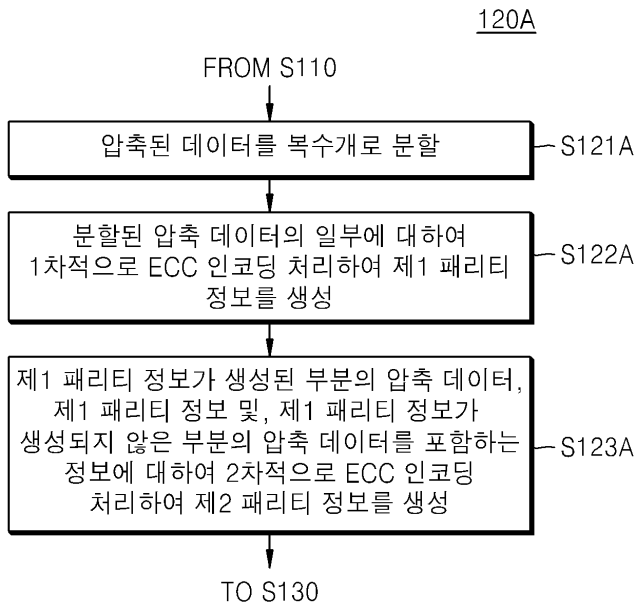 120A
FROM S110
압축된 데이터를 복수개로 분할
S121A
분할된 압축 데이터의 일부에 대하여
1차적으로 ECC 인코딩 처리하여 제1 패리티
정보를 생성
S122A
제1 패리티 정보가 생성된 부분의 압축 데이터,
제1 패리티 정보 및, 제1 패리티 정보가
생성되지 않은 부분의 압축 데이터를 포함하는
정보에 대하여 2차적으로 ECC 인코딩
처리하여 제2 패리티 정보를 생성
S123A
TO S130